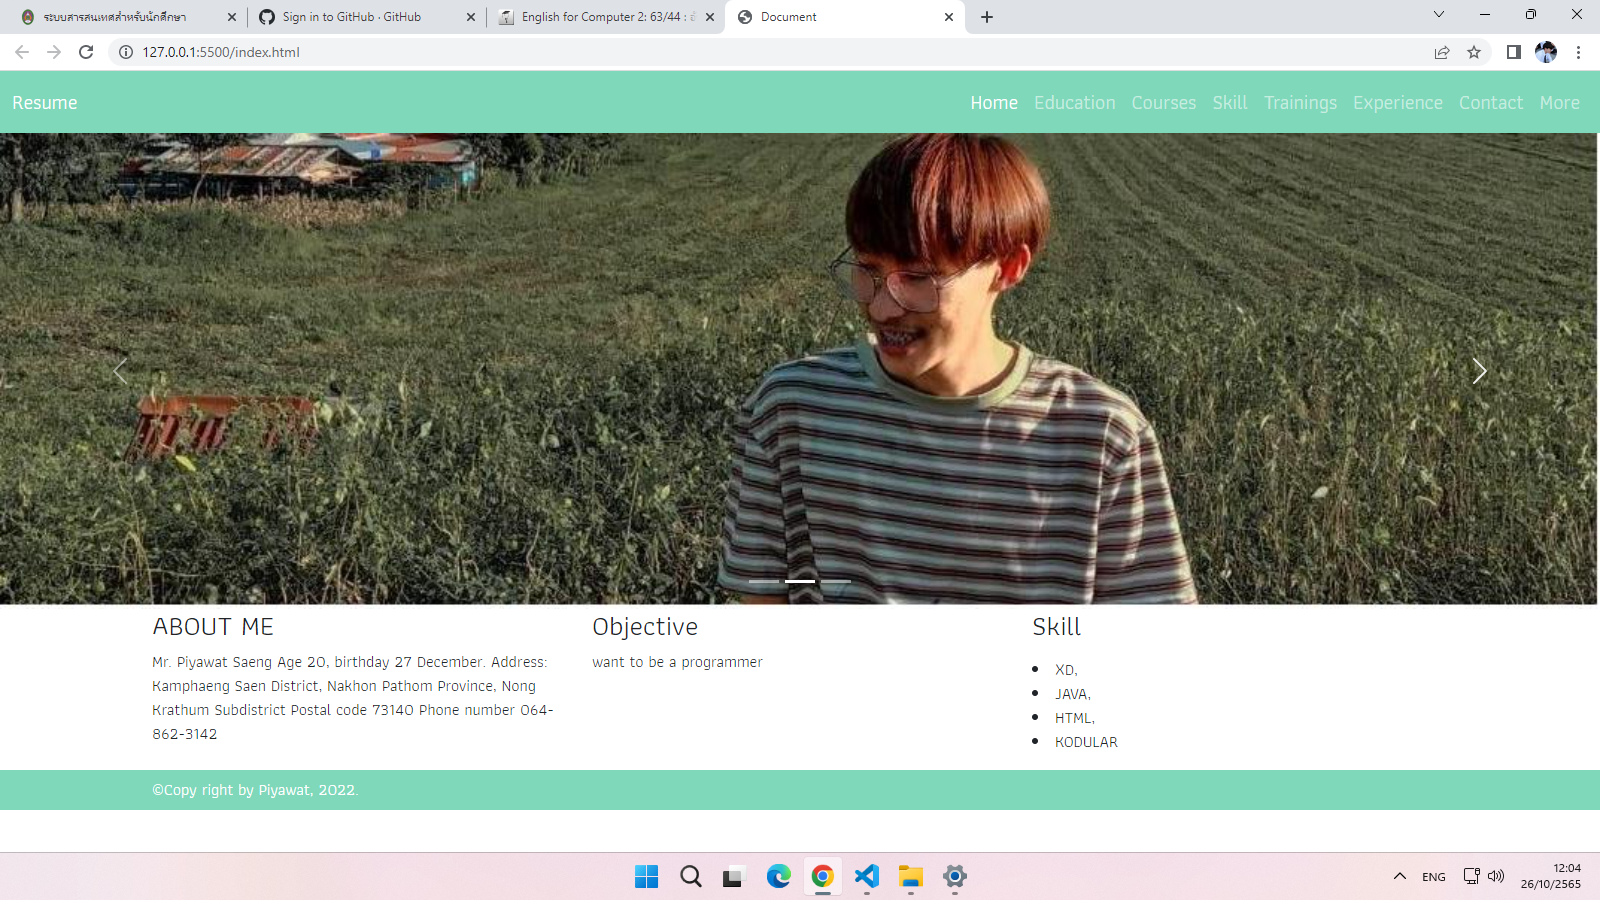 ระบบสารสนเทศสำหรับนักศึกษา
Sign in to GitHub · GitHub
English for Computer 2: 63/44 :
Document
127.0.0.1:5500/index.html
Resume
Home Education Courses Skill Trainings Experience Contact More
ABOUT ME
Mr. Piyawat Saeng Age 20, birthday 27 December. Address:
Kamphaeng Saen District, Nakhon Pathom Province, Nong
Krathum Subdistrict Postal code 73140 Phone number 064-
862-3142
Objective
want to be a programmer
Skill
XD,
JAVA,
HTML,
KODULAR
©Copy right by Piyawat, 2022.
ENG
12:04
26/10/2565